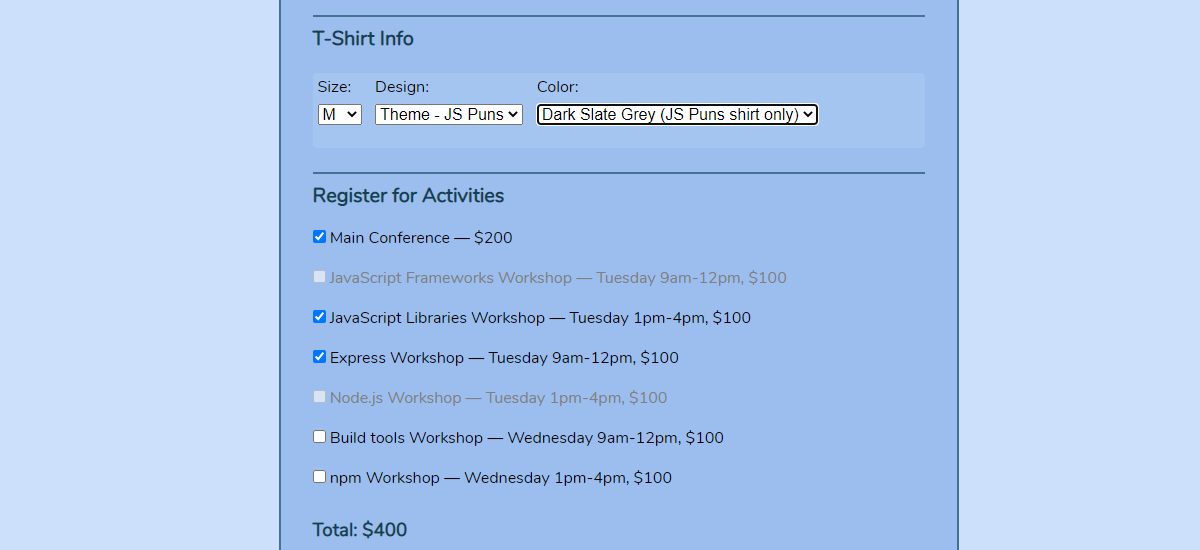 T-Shirt Info
Size: Design: Color:
M Theme - JS Puns Dark Slate Grey (JS Puns shirt only)
Register for Activities
Main Conference — $200
JavaScript Frameworks Workshop — Tuesday 9am-12pm, $100
JavaScript Libraries Workshop — Tuesday 1pm-4pm, $100
Express Workshop — Tuesday 9am-12pm, $100
Node.js Workshop — Tuesday 1pm-4pm, $100
Build tools Workshop — Wednesday 9am-12pm, $100
npm Workshop — Wednesday 1pm-4pm, $100
Total: $400